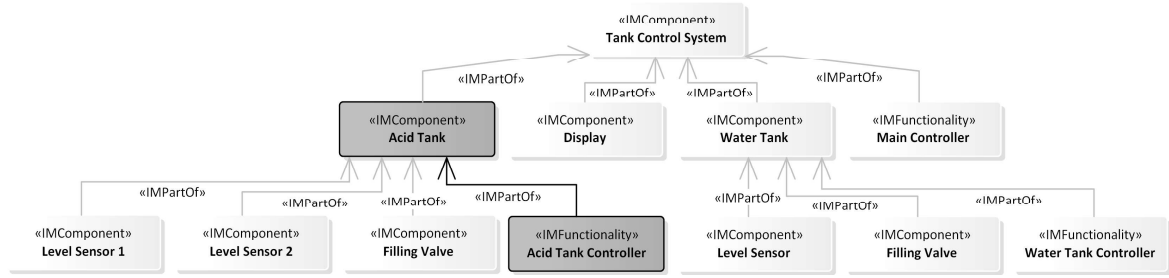 «IMComponent»
Tank Control System
«IMPartOf»
«IMPartOf»
«IMPartOf»
«IMPartOf»
«IMComponent»
Acid Tank
«IMComponent»
Display
«IMComponent»
Water Tank
«IMFunctionality»
Main Controller
«IMPartOf»
«IMPartOf»
«IMPartOf»
«IMPartOf»
«IMPartOf»
«IMPartOf»
«IMComponent»
Level Sensor 1
«IMComponent»
Level Sensor 2
«IMComponent»
Filling Valve
«IMFunctionality»
Acid Tank Controller
«IMComponent»
Level Sensor
«IMComponent»
Filling Valve
«IMFunctionality»
Water Tank Controller